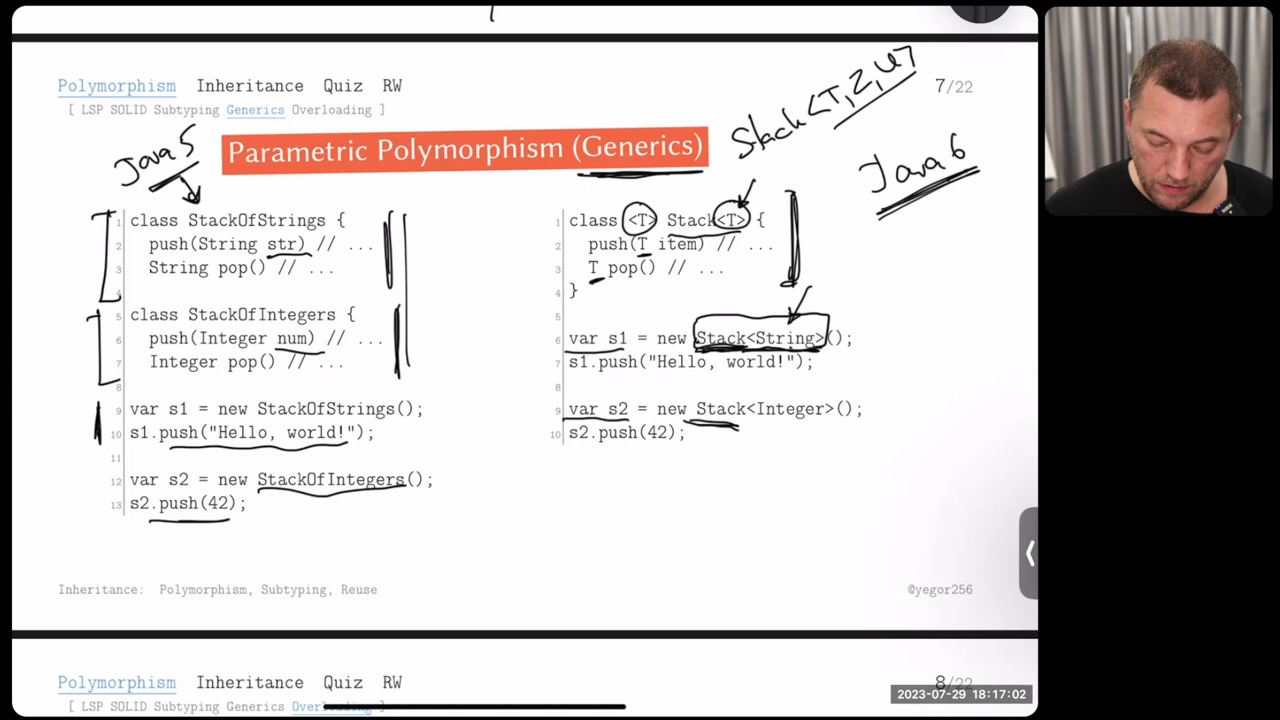 Polymorphism Inheritance Quiz RW
7/22
[ LSP SOLID Subtyping Generics Overloading ]
Stack<T, Z, U>
Java 5
Parametric Polymorphism (Generics)
Java 6
1 class StackOfStrings {
2 push(String str) // ...
3 String pop() // ...
4
5 class StackOfIntegers {
6 push(Integer num) // ...
7 Integer pop() // ...
8
9 var s1 = new StackOfStrings();
10 s1.push("Hello, world!");
11
12 var s2 = new StackOfIntegers();
13 s2.push(42);
1 class <T> Stack<T> {
2 push(T item) // ...
3 T pop() // ...
4 }
5
6 var s1 = new Stack<String>();
7 s1.push("Hello, world!");
8
9 var s2 = new Stack<Integer>();
10 s2.push(42);
Inheritance: Polymorphism, Subtyping, Reuse
@yegor256
Polymorphism Inheritance Quiz RW
8/22
[ LSP SOLID Subtyping Generics Overloading ]
2023-07-29 18:17:02